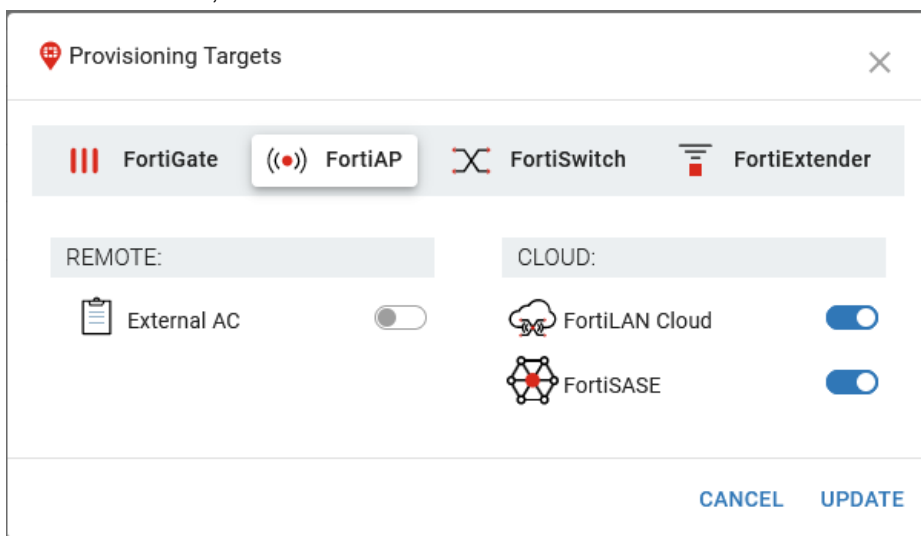 Provisioning Targets
FortiGate FortiAP FortiSwitch FortiExtender
REMOTE:
External AC
CLOUD:
FortiLAN Cloud
FortiSASE
CANCEL UPDATE